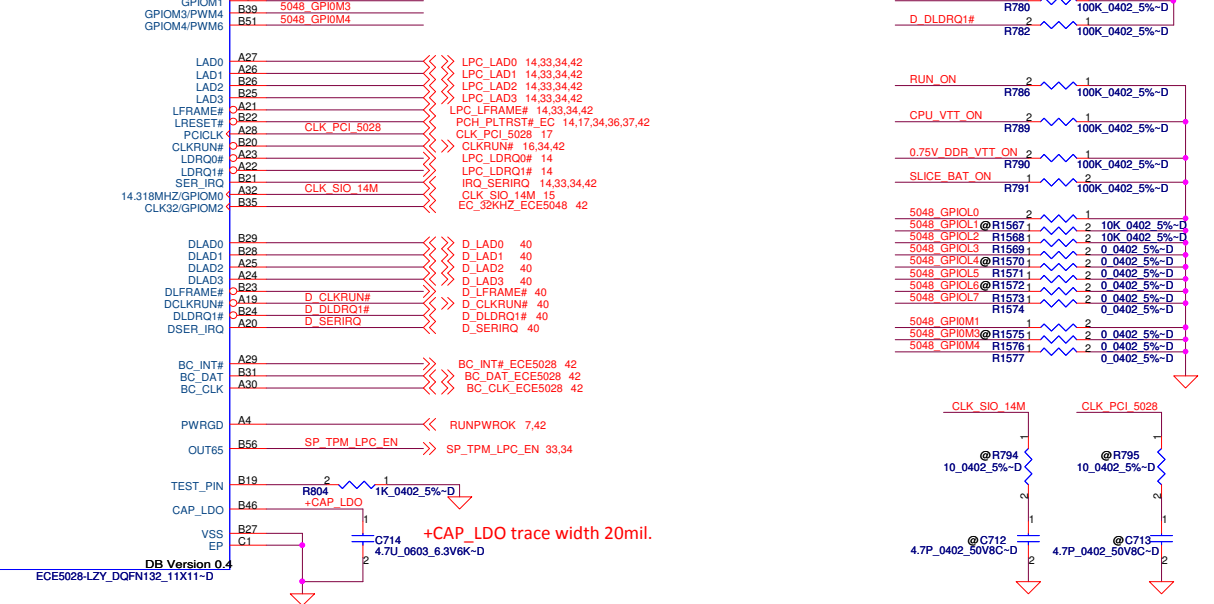 GPIOM1
GPIOM3/PWM4 B39 5048_GPI0M3
GPIOM4/PWM6 B51 5048_GPI0M4
LAD0 A27 LPC_LAD0 14,33,34,42
LAD1 A26 LPC_LAD1 14,33,34,42
LAD2 B26 LPC_LAD2 14,33,34,42
LAD3 B25 LPC_LAD3 14,33,34,42
LFRAME# A21 LPC_LFRAME# 14,33,34,42
LRESET# B22 PCH_PLTRST#_EC 14,17,34,36,37,42
PCICLK A28 CLK_PCI_5028 CLK_PCI_5028 17
CLKRUN# B20 CLKRUN# 16,34,42
LDRQ0# A23 LPC_LDRQ0# 14
LDRQ1# A22 LPC_LDRQ1# 14
SER_IRQ B21 IRQ_SERIRQ 14,33,34,42
14.318MHZ/GPIOM0 A32 CLK_SIO_14M CLK_SIO_14M 15
CLK32/GPIOM2 B35 EC_32KHZ_ECE5048 42
DLAD0 B29 D_LAD0 40
DLAD1 B28 D_LAD1 40
DLAD2 A25 D_LAD2 40
DLAD3 A24 D_LAD3 40
DLFRAME# B23 D_LFRAME# 40
DCLKRUN# A19 D_CLKRUN# D_CLKRUN# 40
DLDRQ1# B24 D_DLDRQ1# D_DLDRQ1# 40
DSER_IRQ A20 D_SERIRQ D_SERIRQ 40
BC_INT# A29 BC_INT#_ECE5028 42
BC_DAT B31 BC_DAT_ECE5028 42
BC_CLK A30 BC_CLK_ECE5028 42
PWRGD A4 RUNPWROK 7,42
OUT65 B56 SP_TPM_LPC_EN SP_TPM_LPC_EN 33,34
TEST_PIN B19 2 1
R804 1K_0402_5%~D
CAP_LDO B46 +CAP_LDO
1
VSS B27
EP C1
C714
4.7U_0603_6.3V6K~D
2
+CAP_LDO trace width 20mil.
DB Version 0.4
ECE5028-LZY_DQFN132_11X11~D
R780 100K_0402_5%~D
D_DLDRQ1# 2 1
R782 100K_0402_5%~D
RUN_ON 2 1
R786 100K_0402_5%~D
CPU_VTT_ON 2 1
R789 100K_0402_5%~D
0.75V_DDR_VTT_ON 2 1
R790 100K_0402_5%~D
SLICE_BAT_ON 1 2
R791 100K_0402_5%~D
5048_GPIOL0 2 1
5048_GPIOL1 @R1567 1 2 10K_0402_5%~D
5048_GPIOL2 R1568 1 2 10K_0402_5%~D
5048_GPIOL3 R1569 1 2 0_0402_5%~D
5048_GPIOL4 @R1570 1 2 0_0402_5%~D
5048_GPIOL5 R1571 1 2 0_0402_5%~D
5048_GPIOL6 @R1572 1 2 0_0402_5%~D
5048_GPIOL7 R1573 1 2 0_0402_5%~D
R1574 0_0402_5%~D
5048_GPI0M1 1 2
5048_GPI0M3 @R1575 1 2 0_0402_5%~D
5048_GPI0M4 R1576 1 2 0_0402_5%~D
R1577 0_0402_5%~D
CLK_SIO_14M CLK_PCI_5028
1 1
@R794 @R795
10_0402_5%~D 10_0402_5%~D
2 2
1 1
@C712 @C713
4.7P_0402_50V8C~D 4.7P_0402_50V8C~D
2 2